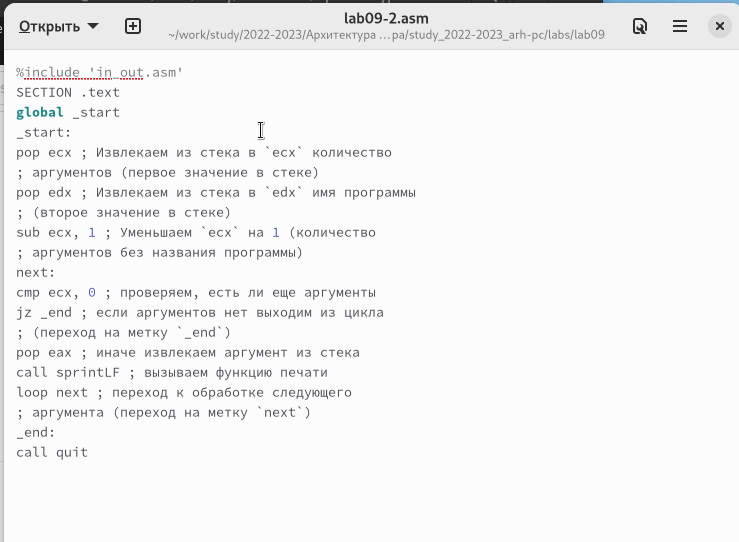 Открыть
lab09-2.asm
~/work/study/2022-2023/Архитектура …pa/study_2022-2023_arh-pc/labs/lab09
%include 'in_out.asm'
SECTION .text
global _start
_start:
pop ecx ; Извлекаем из стека в `ecx` количество
; аргументов (первое значение в стеке)
pop edx ; Извлекаем из стека в `edx` имя программы
; (второе значение в стеке)
sub ecx, 1 ; Уменьшаем `ecx` на 1 (количество
; аргументов без названия программы)
next:
cmp ecx, 0 ; проверяем, есть ли еще аргументы
jz _end ; если аргументов нет выходим из цикла
; (переход на метку `_end`)
pop eax ; иначе извлекаем аргумент из стека
call sprintLF ; вызываем функцию печати
loop next ; переход к обработке следующего
; аргумента (переход на метку `next`)
_end:
call quit